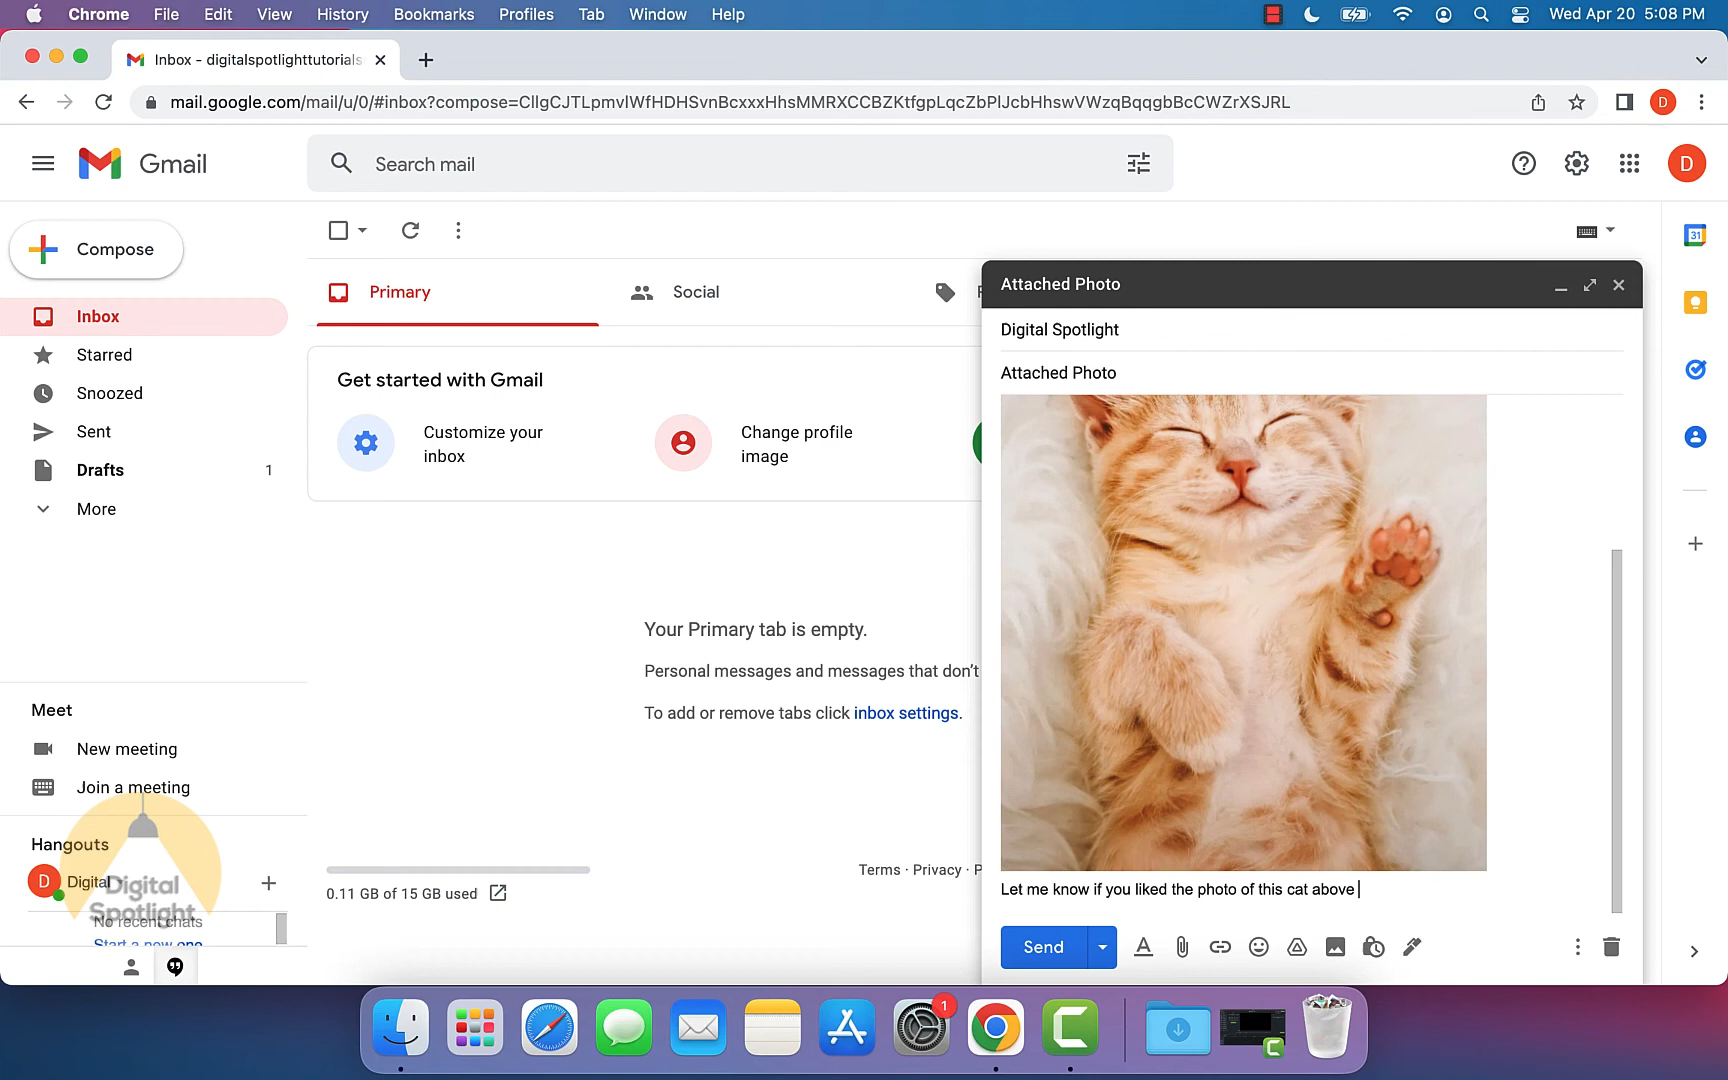 Chrome File Edit View History Bookmarks Profiles Tab Window Help Wed Apr 20 5:08 PM
Inbox - digitalspotlighttutorials
mail.google.com/mail/u/0/#inbox?compose=CllgCJTLpmvlWfHDHSvnBcxxxHhsMMRXCCBZKtfgpLqcZbPlJcbHhswVWzqBqqgbBcCWZrXSJRL
D
Gmail
Search mail
D
Compose
31
Primary
Social
Inbox
Starred
Snoozed
Sent
Drafts 1
More
Get started with Gmail
Customize your
inbox
Change profile
image
Your Primary tab is empty.
Personal messages and messages that don't
To add or remove tabs click inbox settings.
Attached Photo
Digital Spotlight
Attached Photo
Let me know if you liked the photo of this cat above
Send
Meet
New meeting
Join a meeting
Hangouts
D Digital
Digital
Spotlight
No recent chats
Start a new one
0.11 GB of 15 GB used
Terms · Privacy ·
1